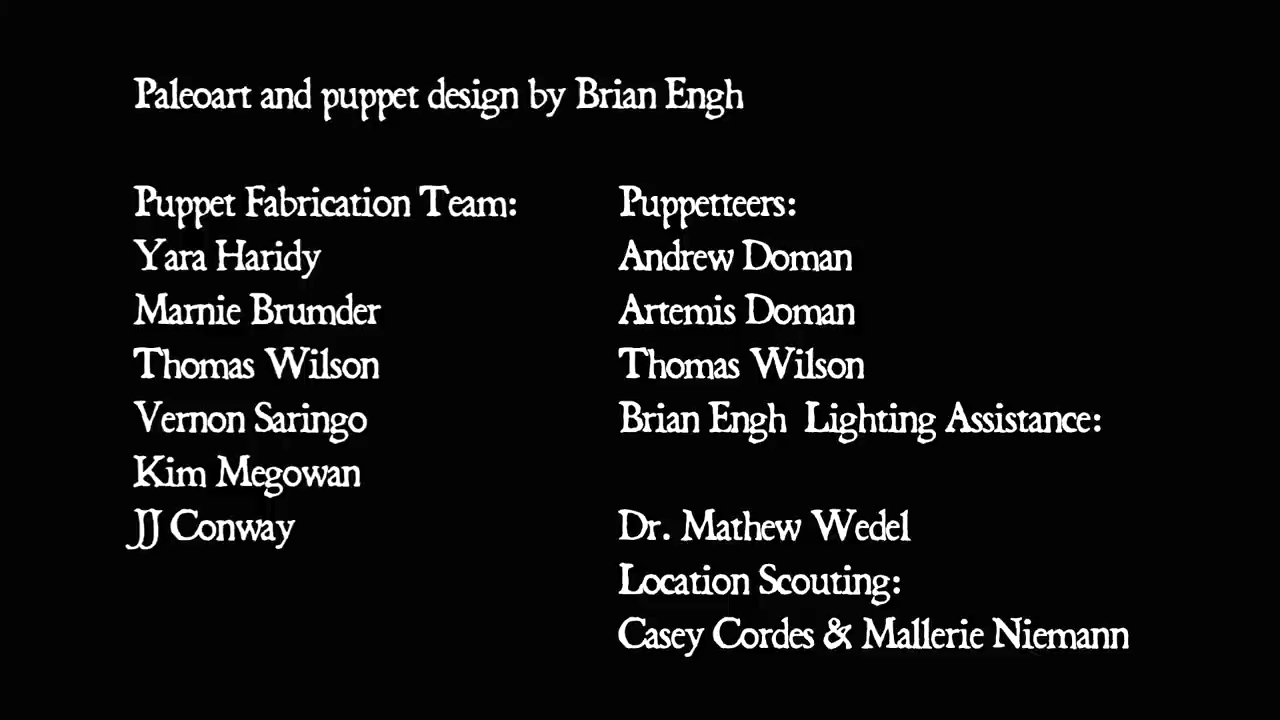 Paleoart and puppet design by Brian Engh
Puppet Fabrication Team:
Yara Haridy
Marnie Brumder
Thomas Wilson
Vernon Saringo
Kim Megowan
JJ Conway
Puppetteers:
Andrew Doman
Artemis Doman
Thomas Wilson
Brian Engh  Lighting Assistance:
Dr. Mathew Wedel
Location Scouting:
Casey Cordes & Mallerie Niemann